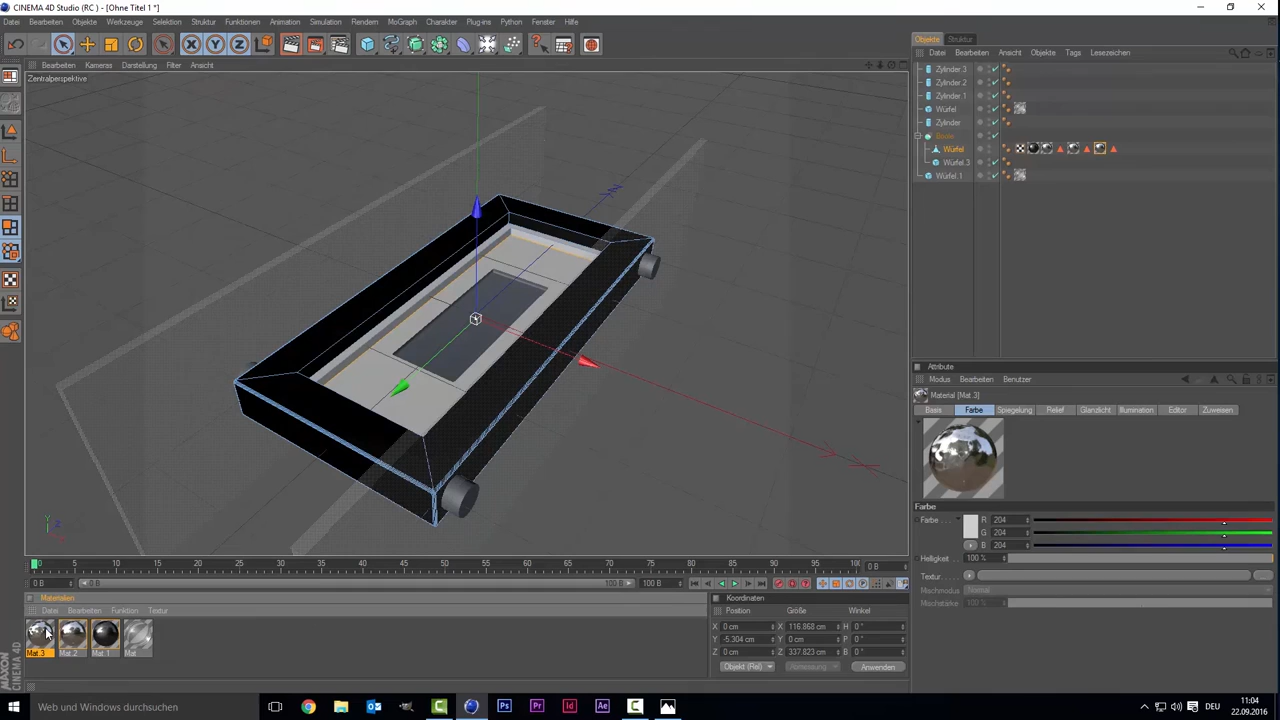 CINEMA 4D Studio (RC ) - [Ohne Titel 1 *]
Datei Bearbeiten Objekte Werkzeuge Selektion Struktur Funktionen Animation Simulation Rendern MoGraph Charakter Plug-ins Python Fenster Hilfe
Objekte Struktur
Datei Bearbeiten Ansicht Objekte Tags Lesezeichen
Bearbeiten Kameras Darstellung Filter Ansicht
Zentralperspektive
Zylinder.3
Zylinder.2
Zylinder.1
Würfel
Zylinder
Boole
Würfel
Würfel.3
Würfel.1
Attribute
Modus Bearbeiten Benutzer
Material [Mat.3]
Basis Farbe Spiegelung Relief Glanzlicht Illumination Editor Zuweisen
Farbe
Farbe R 204
G 204
B 204
Helligkeit 100 %
Textur
Mischmodus Normal
Mischstärke 100 %
Y Z
0 5 10 15 20 25 30 35 40 45 50 55 60 65 70 75 80 85 90 95 100 0 B
0 B 0 B 100 B 100 B
Materialien
Datei Bearbeiten Funktion Textur
Mat.3 Mat.2 Mat.1 Mat
Koordinaten
Position Größe Winkel
X 0 cm X 116.868 cm H 0 °
Y -5.304 cm Y 0 cm P 0 °
Z 0 cm Z 337.823 cm B 0 °
Objekt (Rel) Abmessung Anwenden
MAXON
CINEMA 4D
Web und Windows durchsuchen
Ps Pr Id Ae
DEU
11:04
22.09.2016